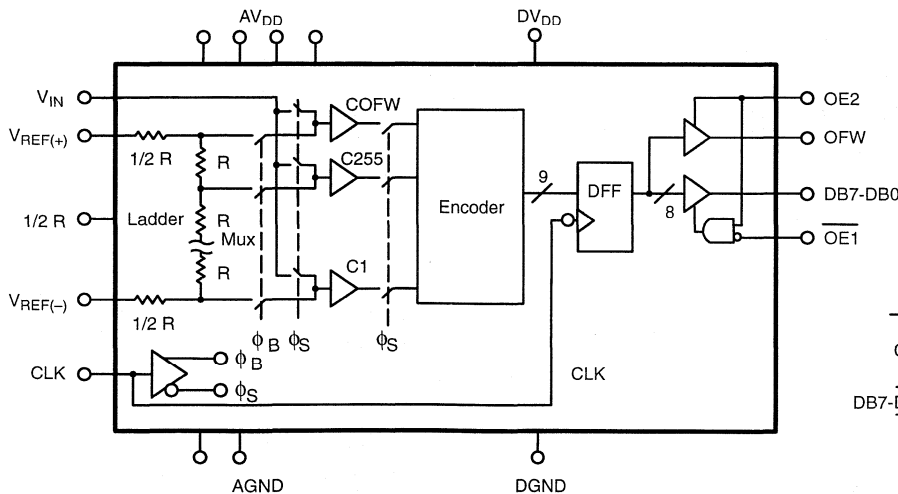 AVDD
DVDD
VIN
COFW
OE2
VREF(+)
OFW
1/2 R
R
C255
9
DFF
8
DB7-DB0
Encoder
1/2 R
Ladder
R
Mux
OE1
R
C1
VREF(–)
1/2 R
ϕB
ϕS
ϕS
CLK
ϕB
ϕS
CLK
DB7-
AGND
DGND